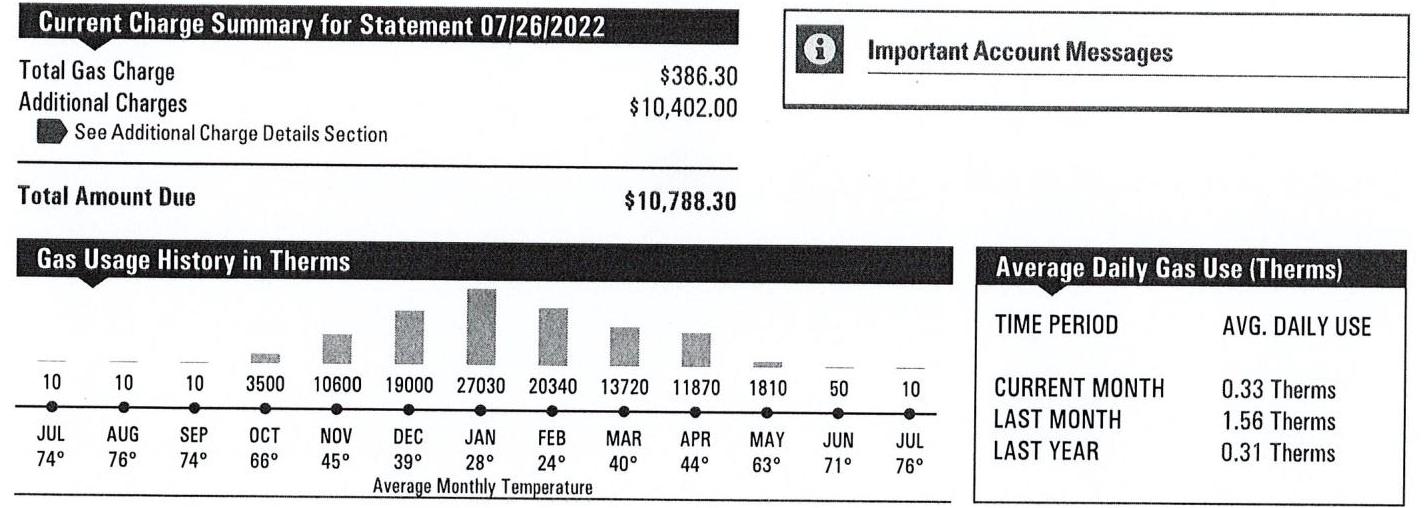 Current Charge Summary for Statement 07/26/2022
Total Gas Charge $386.30
Additional Charges $10,402.00
See Additional Charge Details Section
Total Amount Due $10,788.30
i Important Account Messages
Gas Usage History in Therms
10 10 10 3500 10600 19000 27030 20340 13720 11870 1810 50 10
JUL AUG SEP OCT NOV DEC JAN FEB MAR APR MAY JUN JUL
74° 76° 74° 66° 45° 39° 28° 24° 40° 44° 63° 71° 76°
Average Monthly Temperature
Average Daily Gas Use (Therms)
TIME PERIOD AVG. DAILY USE
CURRENT MONTH 0.33 Therms
LAST MONTH 1.56 Therms
LAST YEAR 0.31 Therms